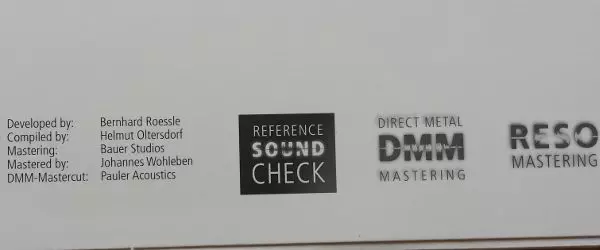 Developed by: Bernhard Roessle
Compiled by: Helmut Oltersdorf
Mastering: Bauer Studios
Mastered by: Johannes Wohleben
DMM-Mastercut: Pauler Acoustics
REFERENCE
SOUND
CHECK
DIRECT METAL
DMM
MASTERING
RESO
MASTERING